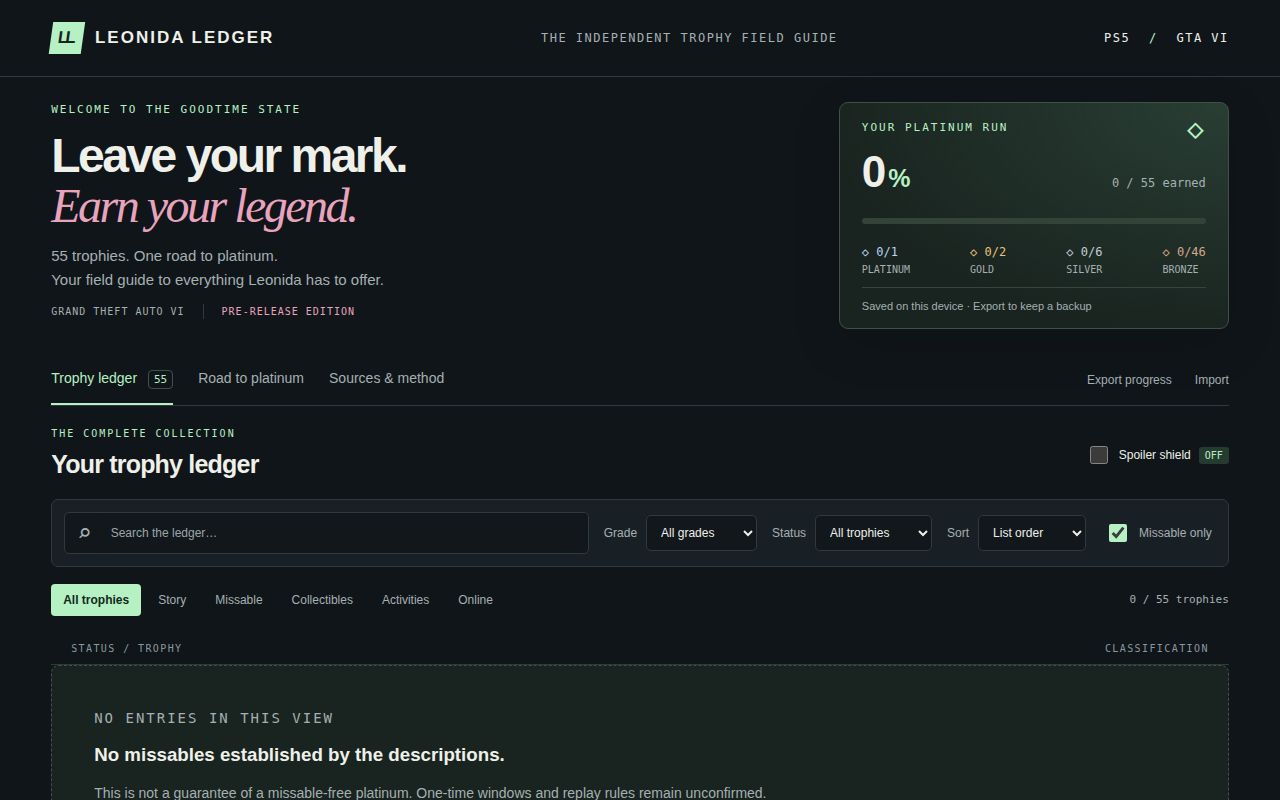 LL LEONIDA LEDGER
THE INDEPENDENT TROPHY FIELD GUIDE
PS5 / GTA VI
WELCOME TO THE GOODTIME STATE
Leave your mark.
Earn your legend.
55 trophies. One road to platinum.
Your field guide to everything Leonida has to offer.
GRAND THEFT AUTO VI
PRE-RELEASE EDITION
YOUR PLATINUM RUN
0%
0 / 55 earned
◇ 0/1 ◇ 0/2 ◇ 0/6 ◇ 0/46
PLATINUM GOLD SILVER BRONZE
Saved on this device · Export to keep a backup
Trophy ledger 55 Road to platinum Sources & method
Export progress Import
THE COMPLETE COLLECTION
Your trophy ledger
Spoiler shield OFF
Search the ledger…
Grade All grades Status All trophies Sort List order Missable only
All trophies Story Missable Collectibles Activities Online
0 / 55 trophies
STATUS / TROPHY
CLASSIFICATION
NO ENTRIES IN THIS VIEW
No missables established by the descriptions.
This is not a guarantee of a missable-free platinum. One-time windows and replay rules remain unconfirmed.